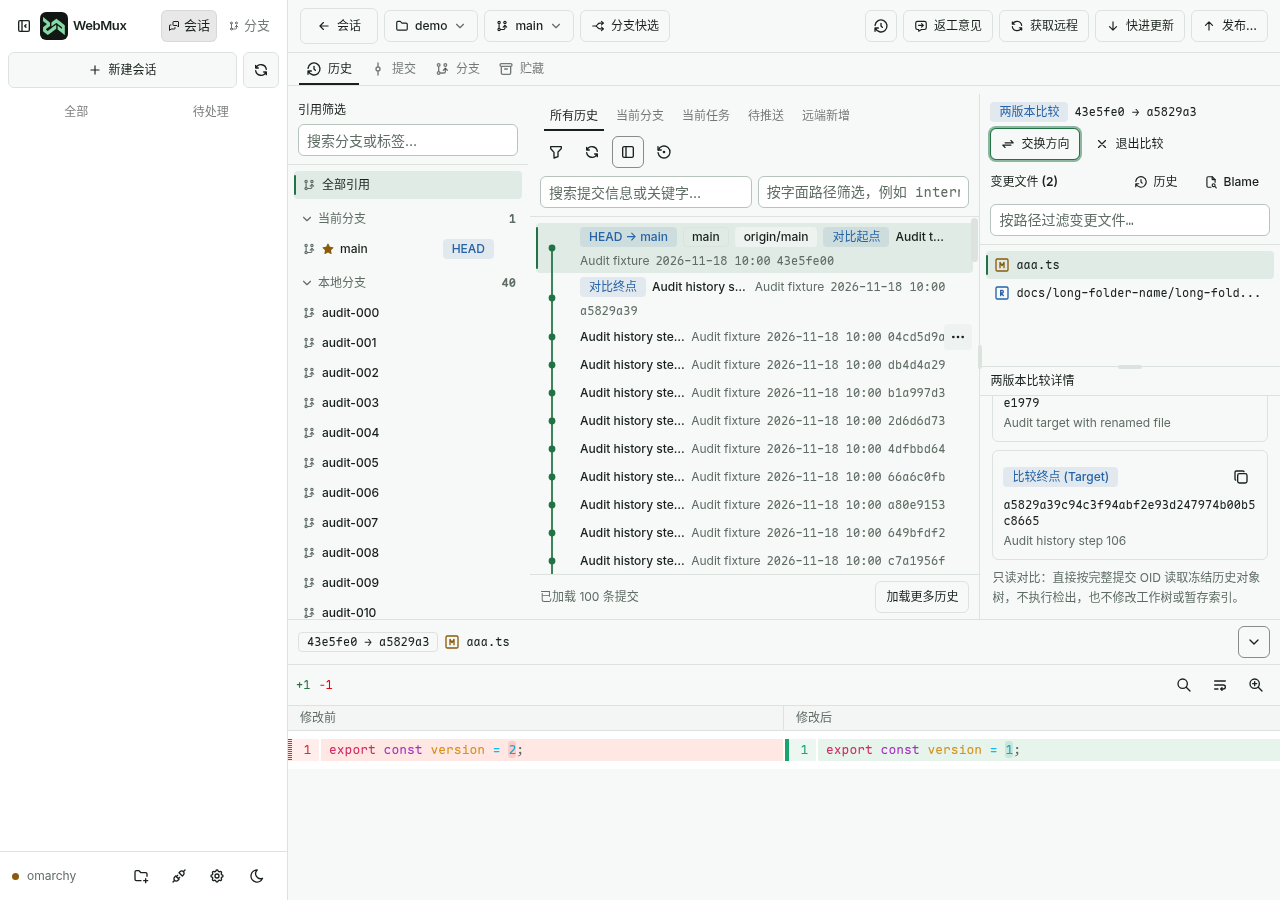 WebMux
会话
分支
新建会话
全部
待处理
omarchy
会话
demo
main
分支快选
返工意见
获取远程
快进更新
发布...
历史
提交
分支
贮藏
引用筛选
搜索分支或标签...
全部引用
当前分支 1
main HEAD
本地分支 40
audit-000
audit-001
audit-002
audit-003
audit-004
audit-005
audit-006
audit-007
audit-008
audit-009
audit-010
所有历史 当前分支 当前任务 待推送 远端新增
搜索提交信息或关键字...
按字面路径筛选，例如 intern
HEAD → main main origin/main 对比起点 Audit t...
Audit fixture 2026-11-18 10:00 43e5fe00
对比终点 Audit history s... Audit fixture 2026-11-18 10:00
a5829a39
Audit history ste... Audit fixture 2026-11-18 10:00 04cd5d9a
Audit history ste... Audit fixture 2026-11-18 10:00 db4d4a29
Audit history ste... Audit fixture 2026-11-18 10:00 b1a997d3
Audit history ste... Audit fixture 2026-11-18 10:00 2d6d6d73
Audit history ste... Audit fixture 2026-11-18 10:00 4dfbbd64
Audit history ste... Audit fixture 2026-11-18 10:00 66a6c0fb
Audit history ste... Audit fixture 2026-11-18 10:00 a80e9153
Audit history ste... Audit fixture 2026-11-18 10:00 649bfdf2
Audit history ste... Audit fixture 2026-11-18 10:00 c7a1956f
已加载 100 条提交
加载更多历史
两版本比较 43e5fe0 → a5829a3
交换方向
退出比较
变更文件 (2)
历史
Blame
按路径过滤变更文件…
M aaa.ts
R docs/long-folder-name/long-fold...
两版本比较详情
e1979
Audit target with renamed file
比较终点 (Target)
a5829a39c94c3f94abf2e93d247974b00b5
c8665
Audit history step 106
只读对比：直接按完整提交 OID 读取冻结历史对象
树，不执行检出，也不修改工作树或暂存索引。
43e5fe0 → a5829a3 M aaa.ts
+1 -1
修改前
修改后
1 export const version = 2;
1 export const version = 1;